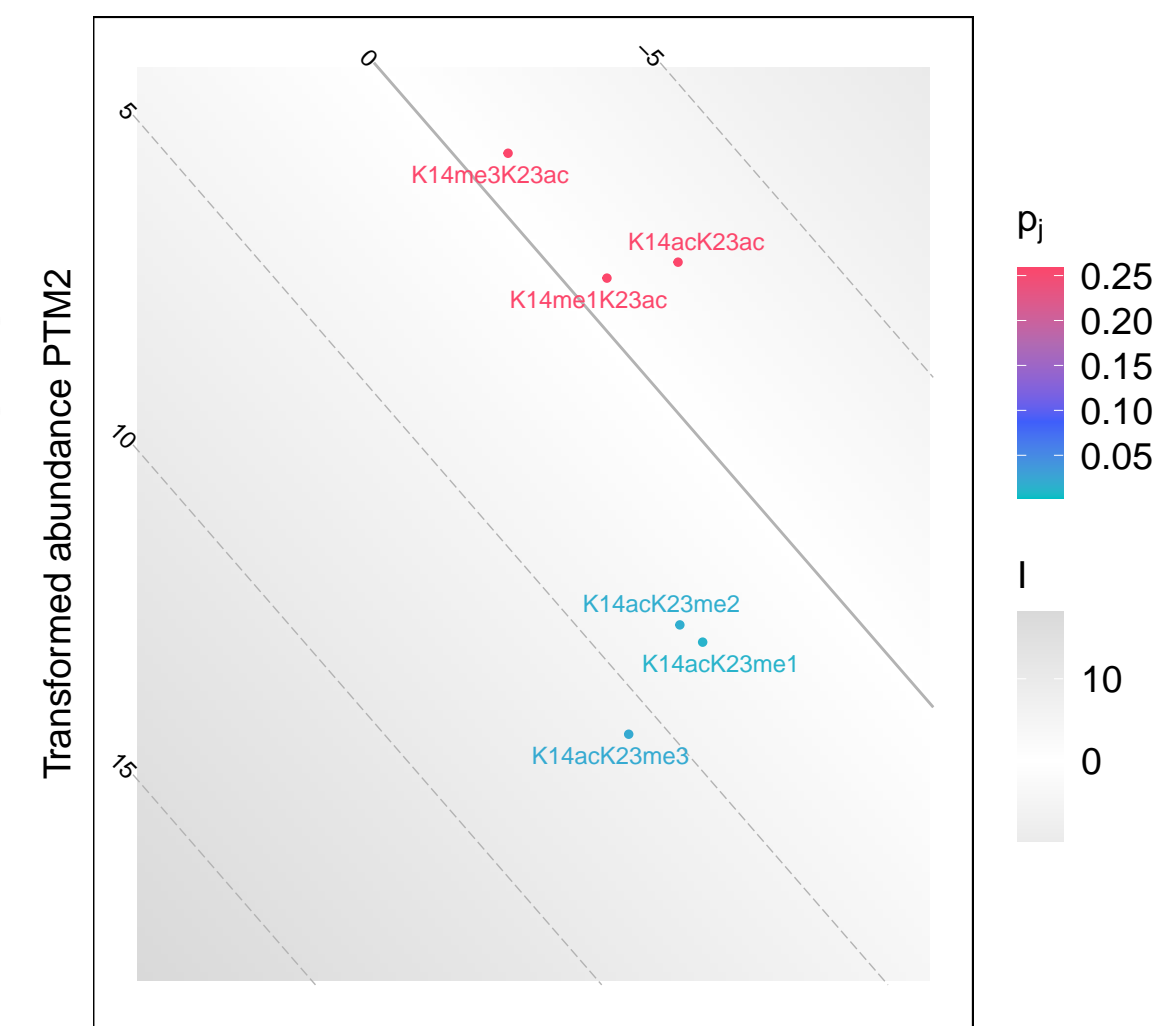 0
–5
5
K14me3K23ac
K14acK23ac
K14me1K23ac
10
K14acK23me2
K14acK23me1
K14acK23me3
15
Transformed abundance PTM2
pj
0.25
0.20
0.15
0.10
0.05
I
10
0